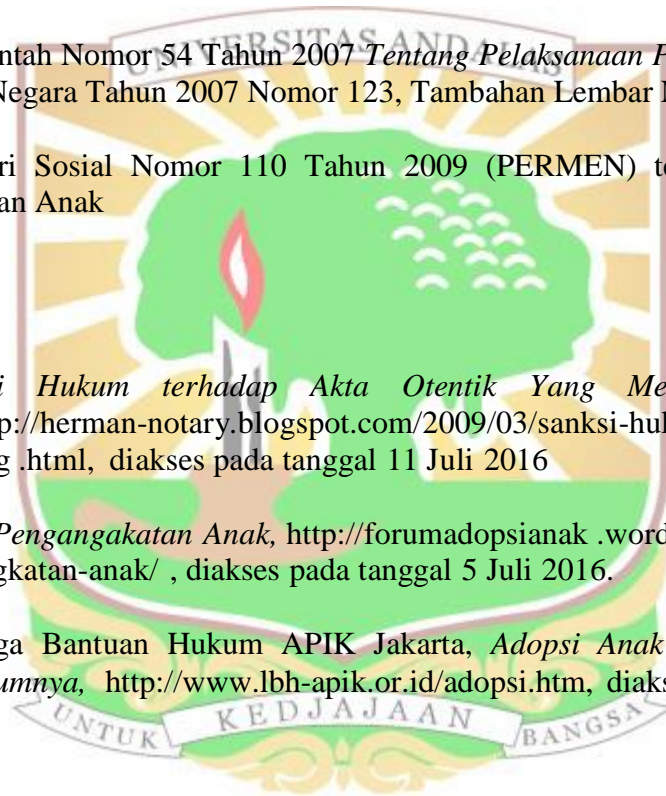 UNIVERSITAS ANDALAS
ntah Nomor 54 Tahun 2007 Tentang Pelaksanaan P
Negara Tahun 2007 Nomor 123, Tambahan Lembar N
ri Sosial Nomor 110 Tahun 2009 (PERMEN) te
an Anak
i Hukum terhadap Akta Otentik Yang Me
p://herman-notary.blogspot.com/2009/03/sanksi-huk
g .html, diakses pada tanggal 11 Juli 2016
Pengangakatan Anak, http://forumadopsianak .word
gkatan-anak/ , diakses pada tanggal 5 Juli 2016.
ga Bantuan Hukum APIK Jakarta, Adopsi Anak
umnya, http://www.lbh-apik.or.id/adopsi.htm, diaks
UNTUK KEDJAJAAN BANGSA